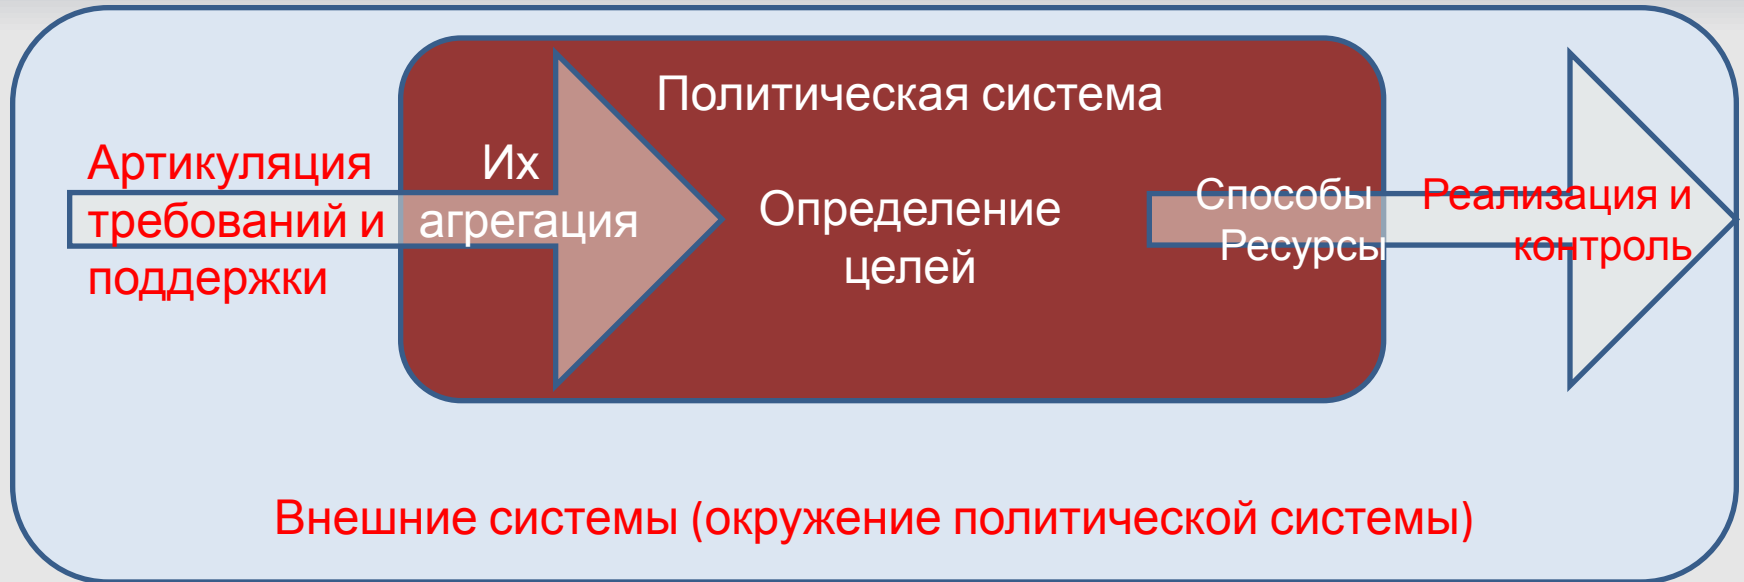 Политическая система
Артикуляция
требований и
поддержки
Их
агрегация
Определение
целей
Способы
Ресурсы
Реализация и
контроль
Внешние системы (окружение политической системы)